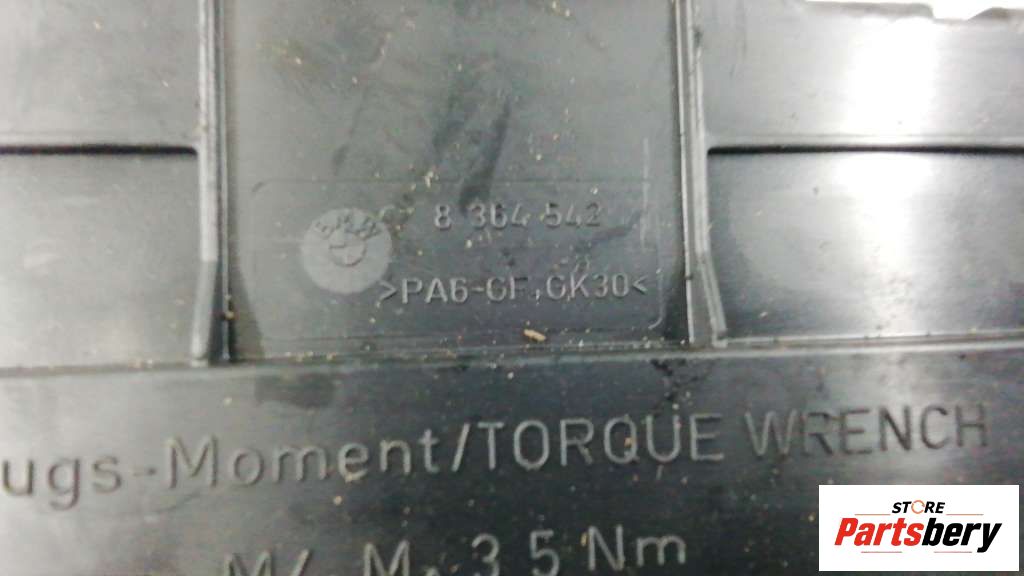 BMW 8 364 542
>PA6-GF,GK30<
ugs-Moment/TORQUE WRENCH
M. 3,5 Nm
STORE
Partsbery